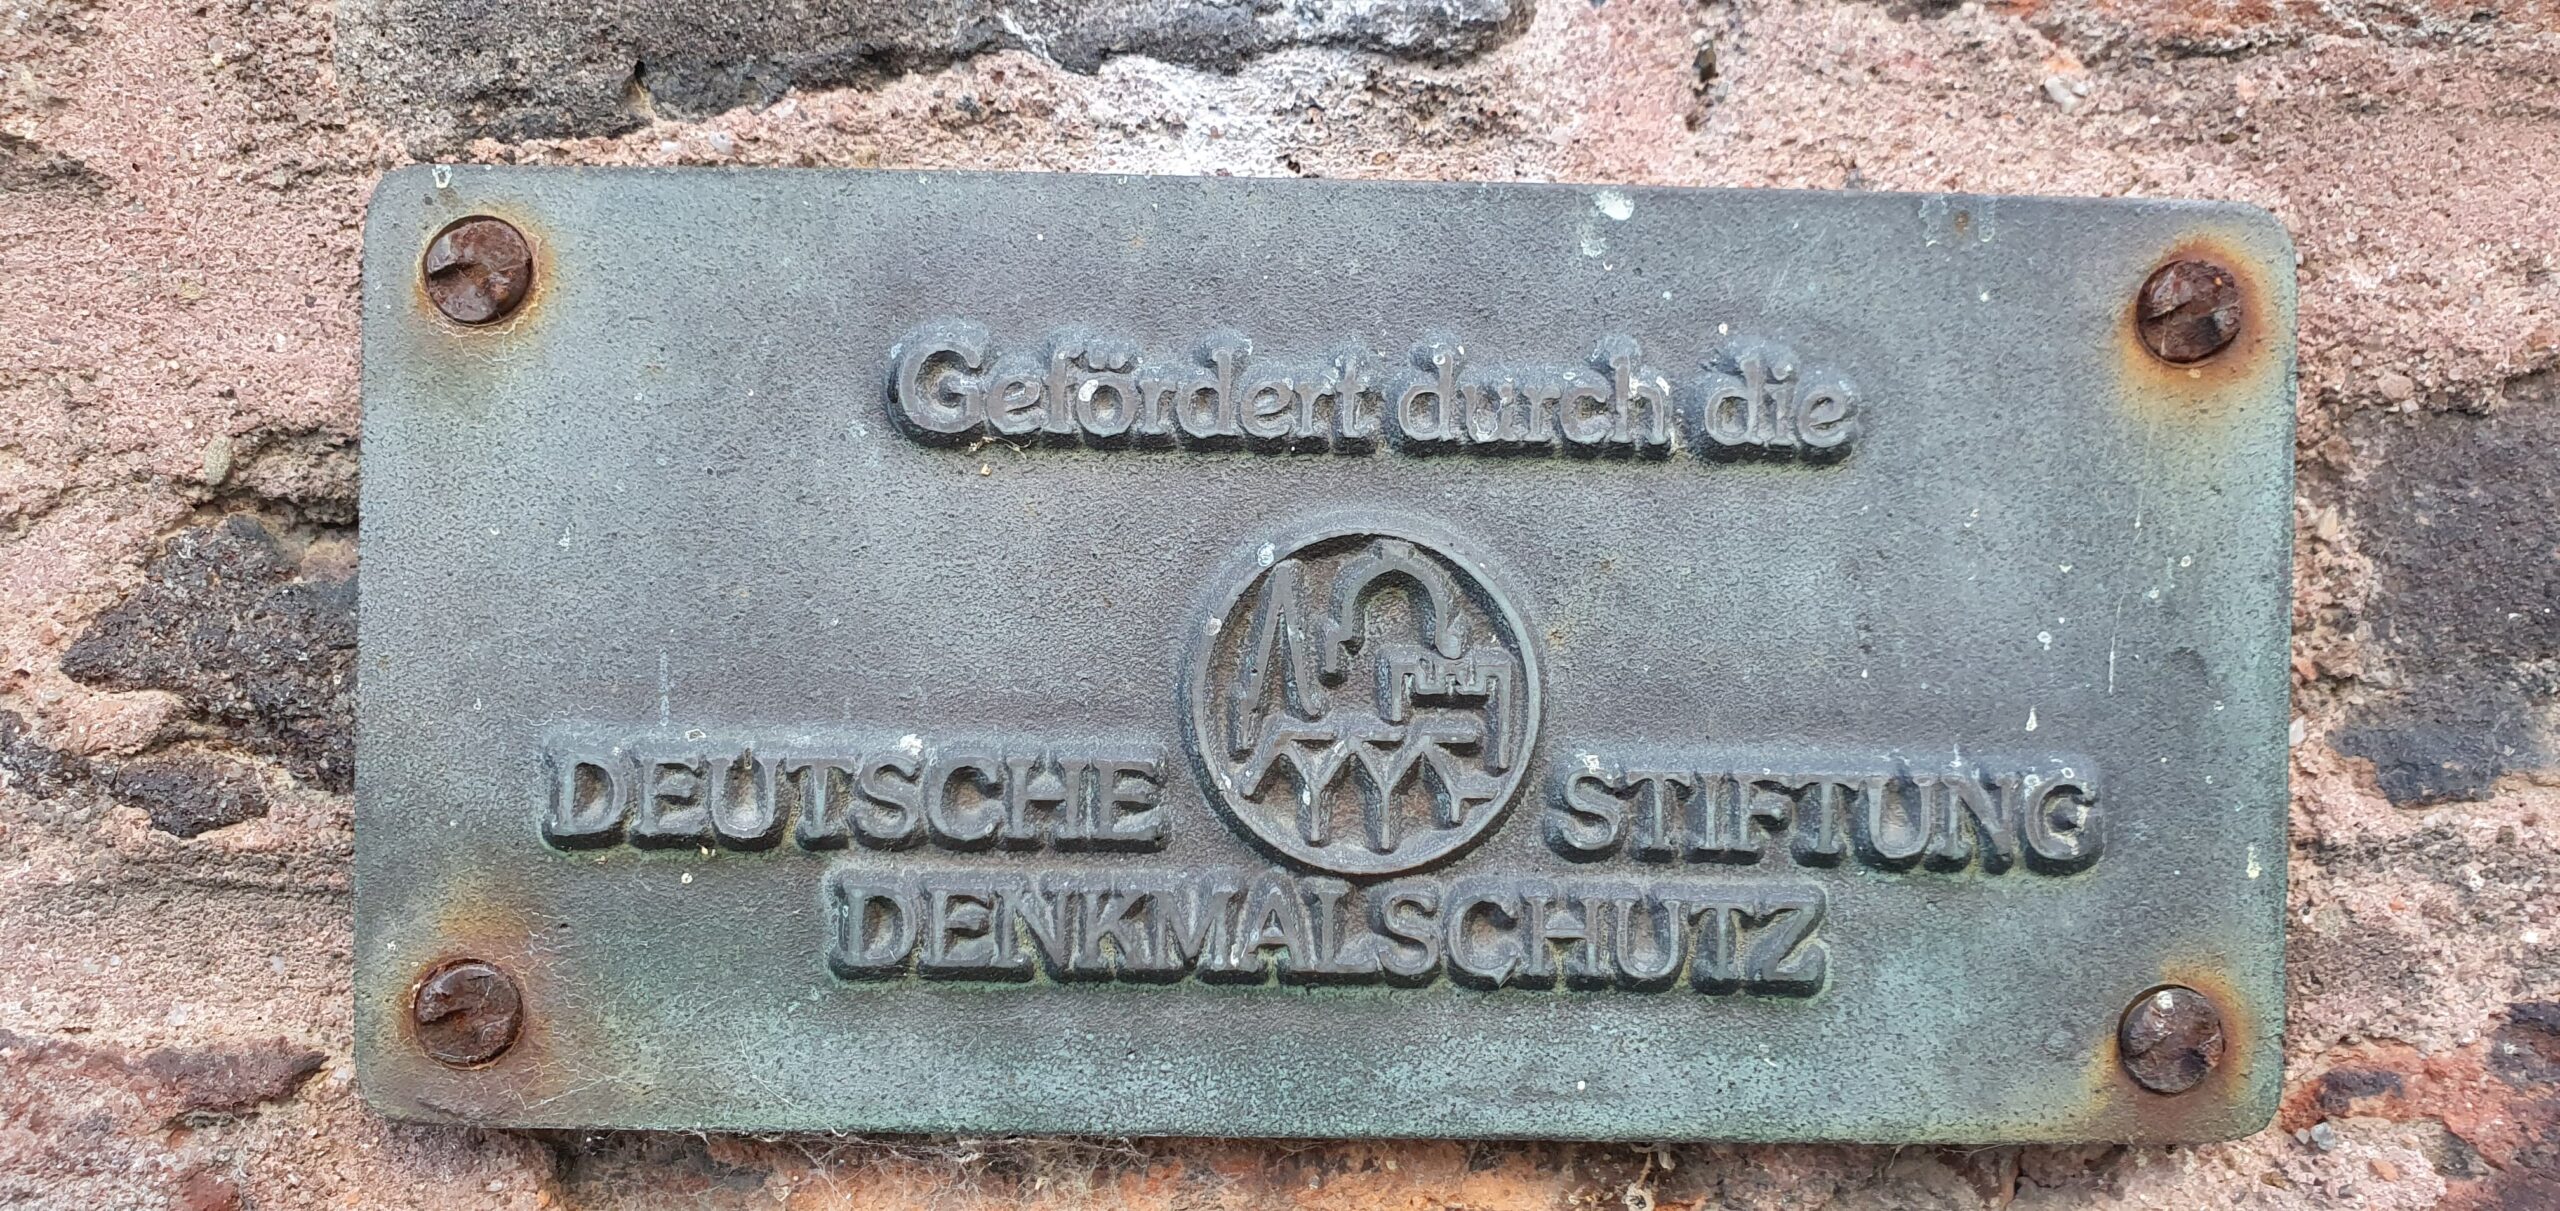 Gefördert durch die
DEUTSCHE STIFTUNG
DENKMALSCHUTZ